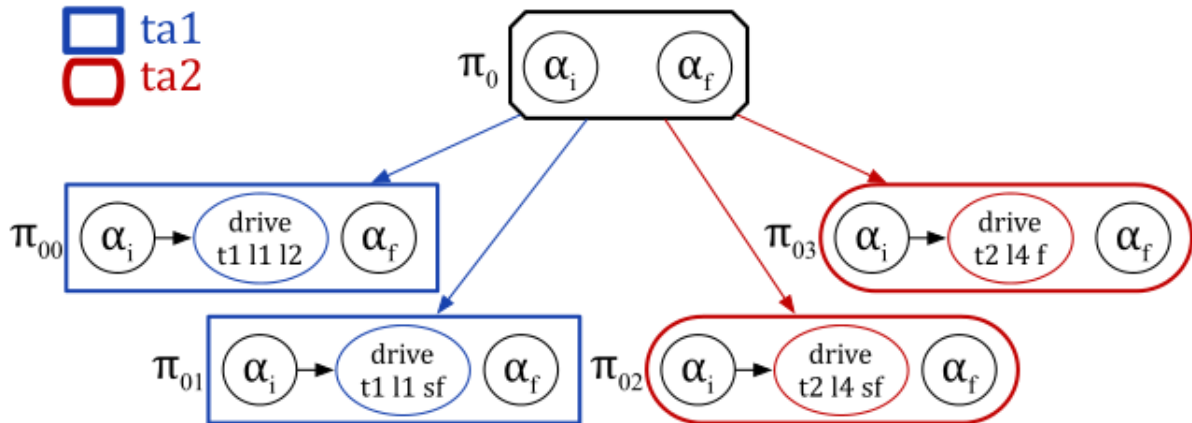 ta1
ta2
π0
αi
αf
π00
αi
drive
t1 l1 l2
αf
π03
αi
drive
t2 l4 f
αf
π01
αi
drive
t1 l1 sf
αf
π02
αi
drive
t2 l4 sf
αf